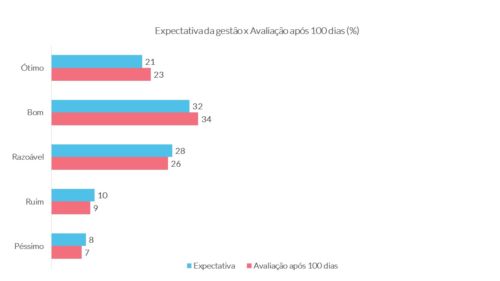 Expectativa da gestão x Avaliação após 100 dias (%)
Ótimo 21
23
Bom 32
34
Razoável 28
26
Ruim 10
9
Péssimo 8
7
Expectativa Avaliação após 100 dias